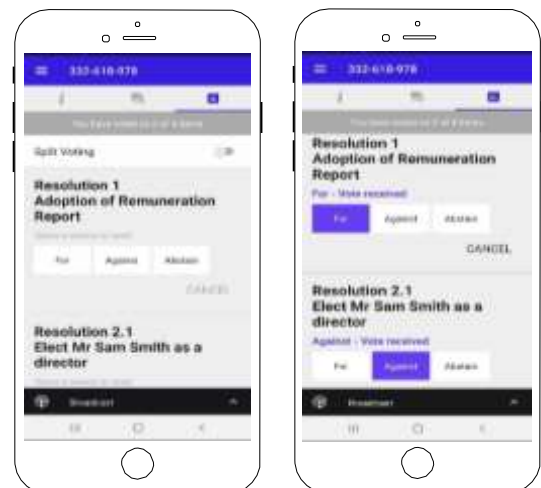 332-618-978
Split Voting
Resolution 1
Adoption of Remuneration
Report
For
Against
Abstain
CANCEL
Resolution 2.1
Elect Mr Sam Smith as a
director
Broadcast
332-618-978
Resolution 1
Adoption of Remuneration
Report
For - Vote received
For
Against
Abstain
CANCEL
Resolution 2.1
Elect Mr Sam Smith as a
director
Against - Vote received
For
Against
Abstain
Broadcast